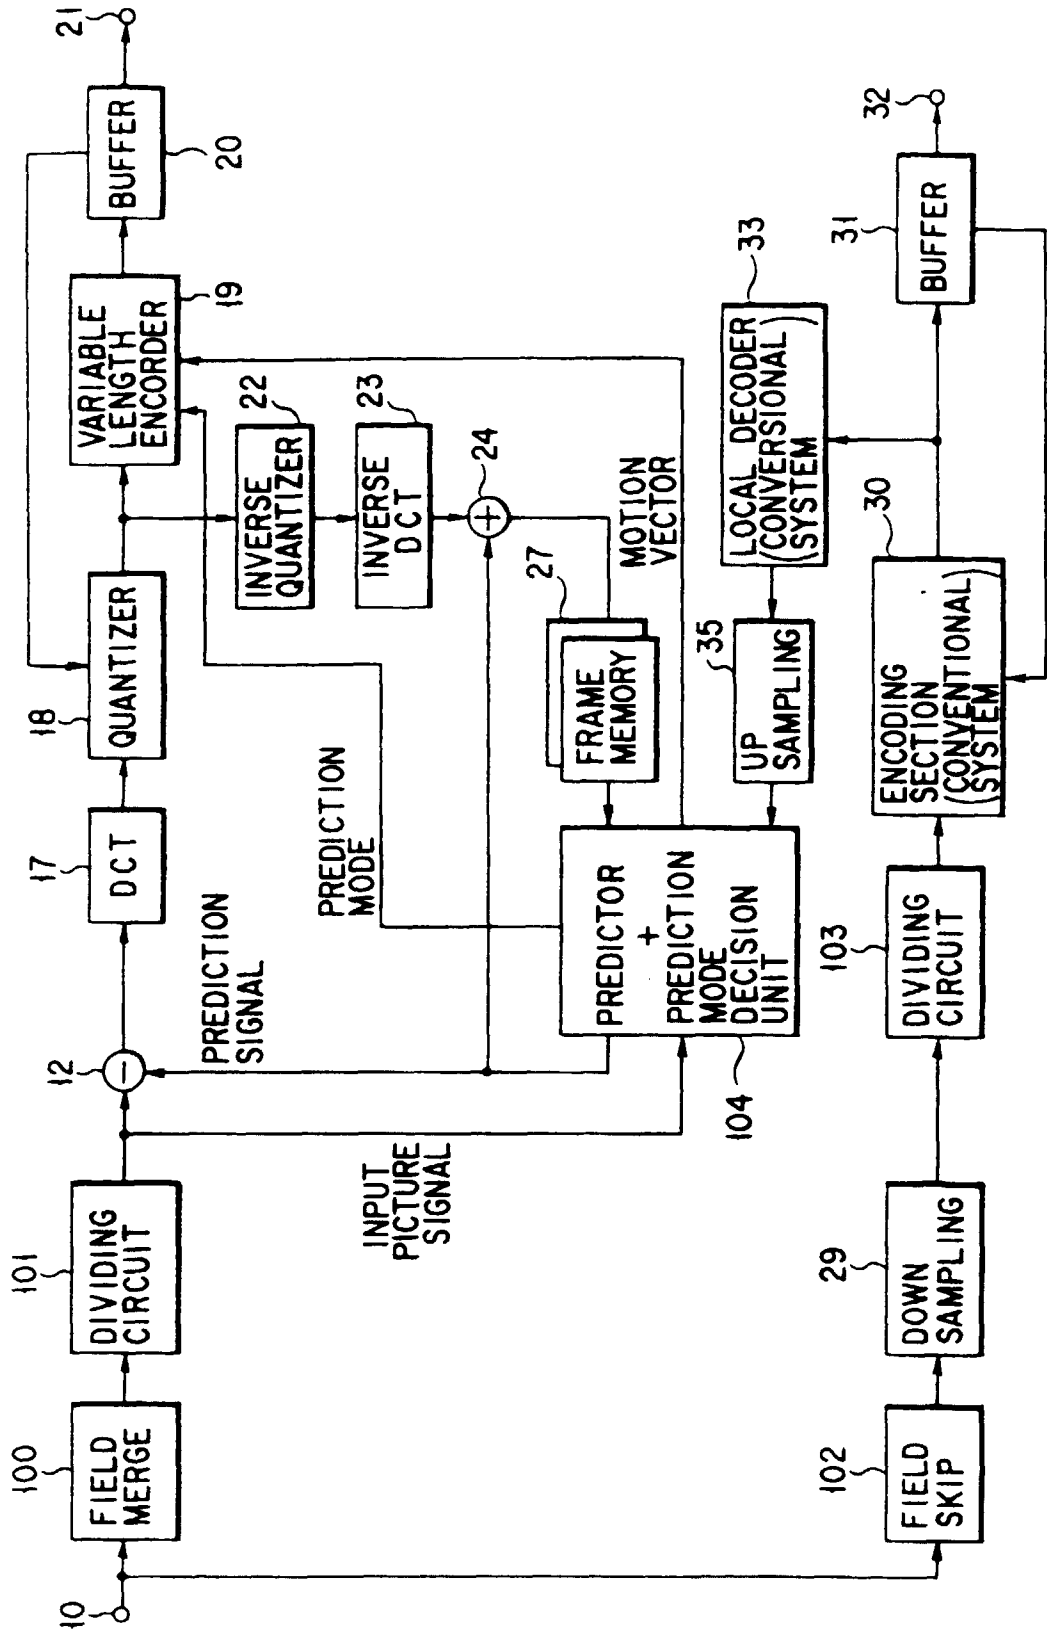 10
100
FIELD
MERGE
101
DIVIDING
CIRCUIT
12
17
DCT
18
QUANTIZER
VARIABLE
LENGTH
ENCORDER
19
BUFFER
20
21
PREDICTION
SIGNAL
PREDICTION
MODE
INVERSE
QUANTIZER
22
INVERSE
DCT
23
24
INPUT
PICTURE
SIGNAL
27
FRAME
MEMORY
MOTION
VECTOR
PREDICTOR
+
PREDICTION
MODE
DECISION
UNIT
104
35
UP
SAMPLING
LOCAL DECODER
(CONVERSIONAL)
(SYSTEM)
33
102
FIELD
SKIP
29
DOWN
SAMPLING
103
DIVIDING
CIRCUIT
ENCODING
SECTION
(CONVENTIONAL)
(SYSTEM)
30
31
BUFFER
32